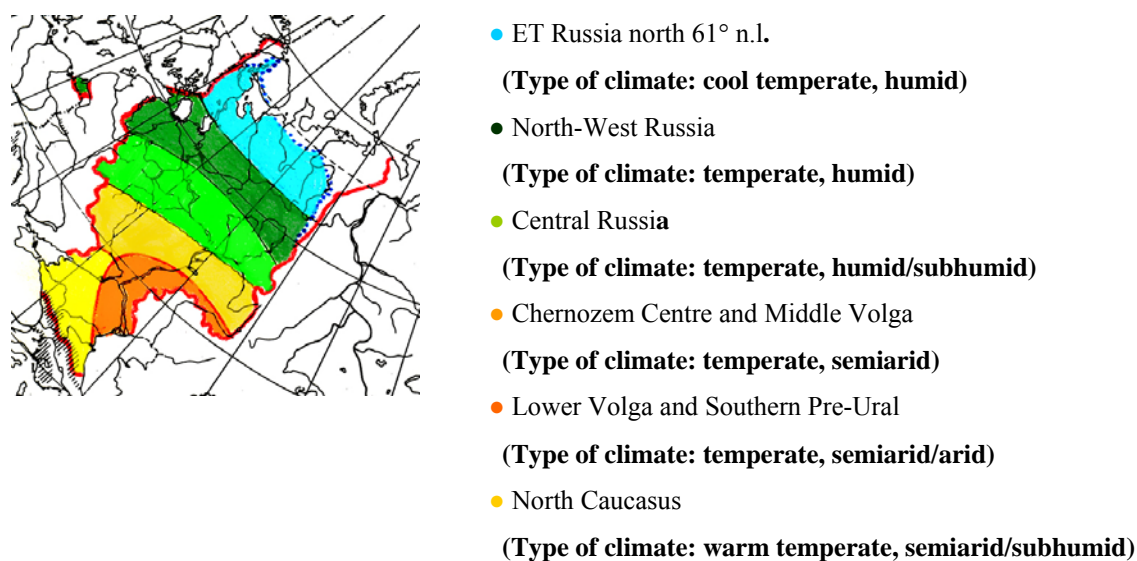 ● ET Russia north 61° n.l.
(Type of climate: cool temperate, humid)
● North-West Russia
(Type of climate: temperate, humid)
● Central Russia
(Type of climate: temperate, humid/subhumid)
● Chernozem Centre and Middle Volga
(Type of climate: temperate, semiarid)
● Lower Volga and Southern Pre-Ural
(Type of climate: temperate, semiarid/arid)
● North Caucasus
(Type of climate: warm temperate, semiarid/subhumid)